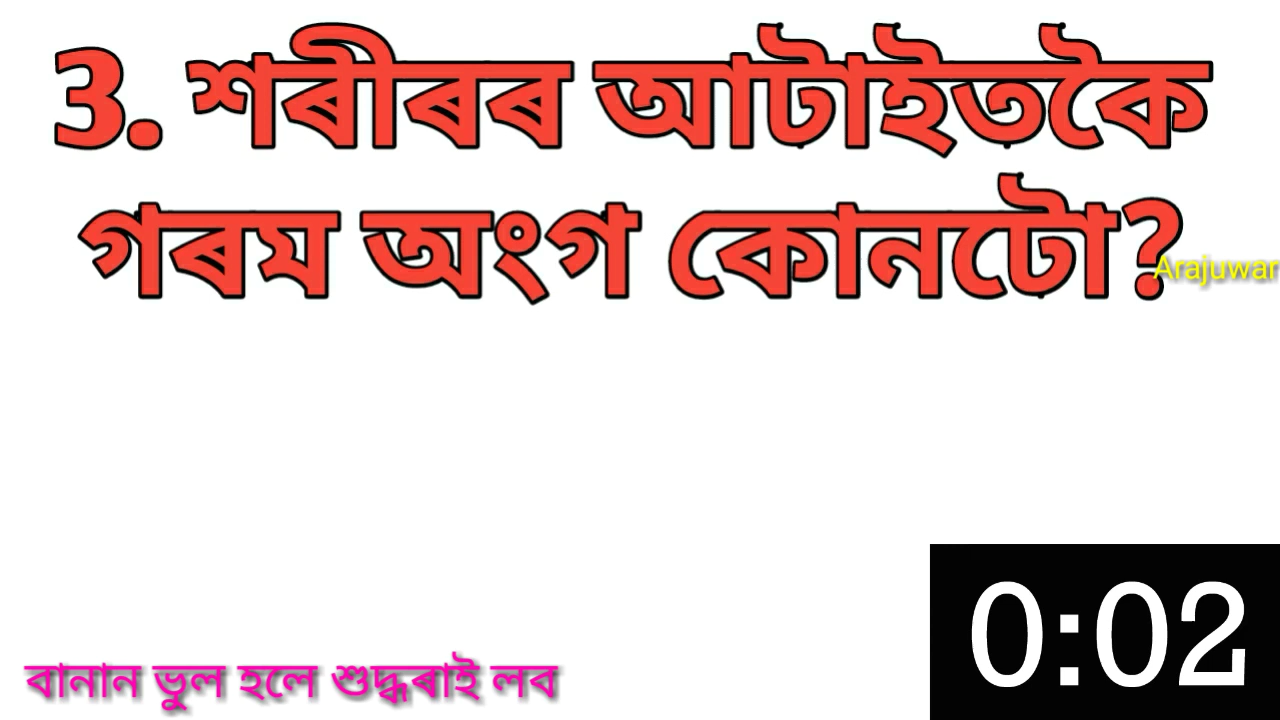 3. শৰীৰৰ আটাইতকৈ
গৰম অংগ কোনটো?
Arajuwar
0:02
বানান ভুল হলে শুদ্ধৰাই লব